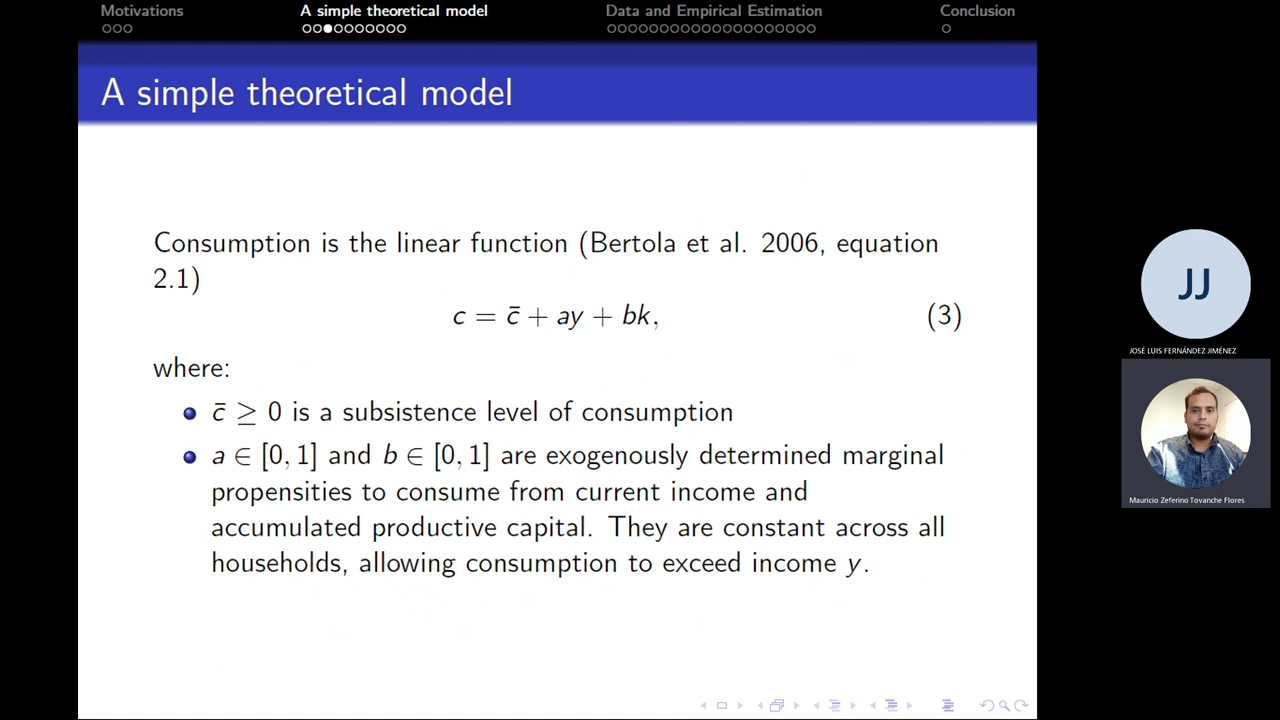 Motivations
A simple theoretical model
Data and Empirical Estimation
Conclusion
A simple theoretical model
Consumption is the linear function (Bertola et al. 2006, equation
2.1)
c = c̄ + ay + bk, (3)
where:
c̄ ≥ 0 is a subsistence level of consumption
a ∈ [0, 1] and b ∈ [0, 1] are exogenously determined marginal
propensities to consume from current income and
accumulated productive capital. They are constant across all
households, allowing consumption to exceed income y.
JJ
JOSÉ LUIS FERNÁNDEZ JIMÉNEZ
Mauricio Zeferino Tovanche Flores